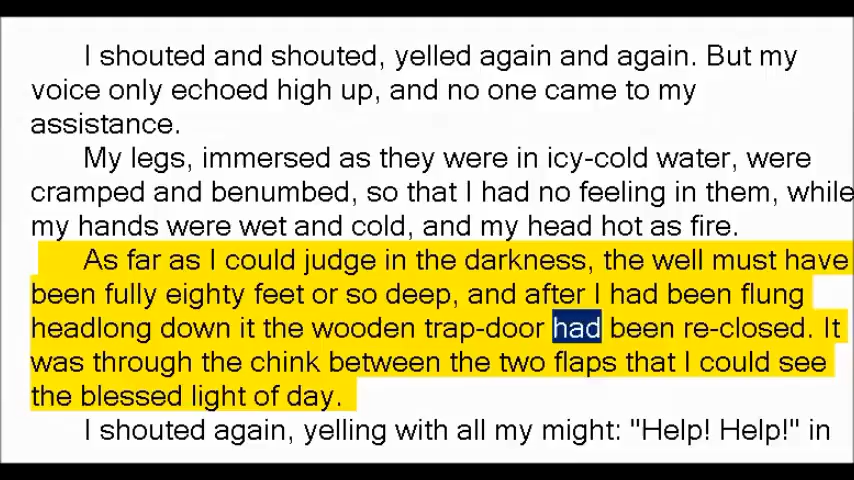 I shouted and shouted, yelled again and again. But my
voice only echoed high up, and no one came to my
assistance.
My legs, immersed as they were in icy-cold water, were
cramped and benumbed, so that I had no feeling in them, while
my hands were wet and cold, and my head hot as fire.
As far as I could judge in the darkness, the well must have
been fully eighty feet or so deep, and after I had been flung
headlong down it the wooden trap-door had been re-closed. It
was through the chink between the two flaps that I could see
the blessed light of day.
I shouted again, yelling with all my might: "Help! Help!" in